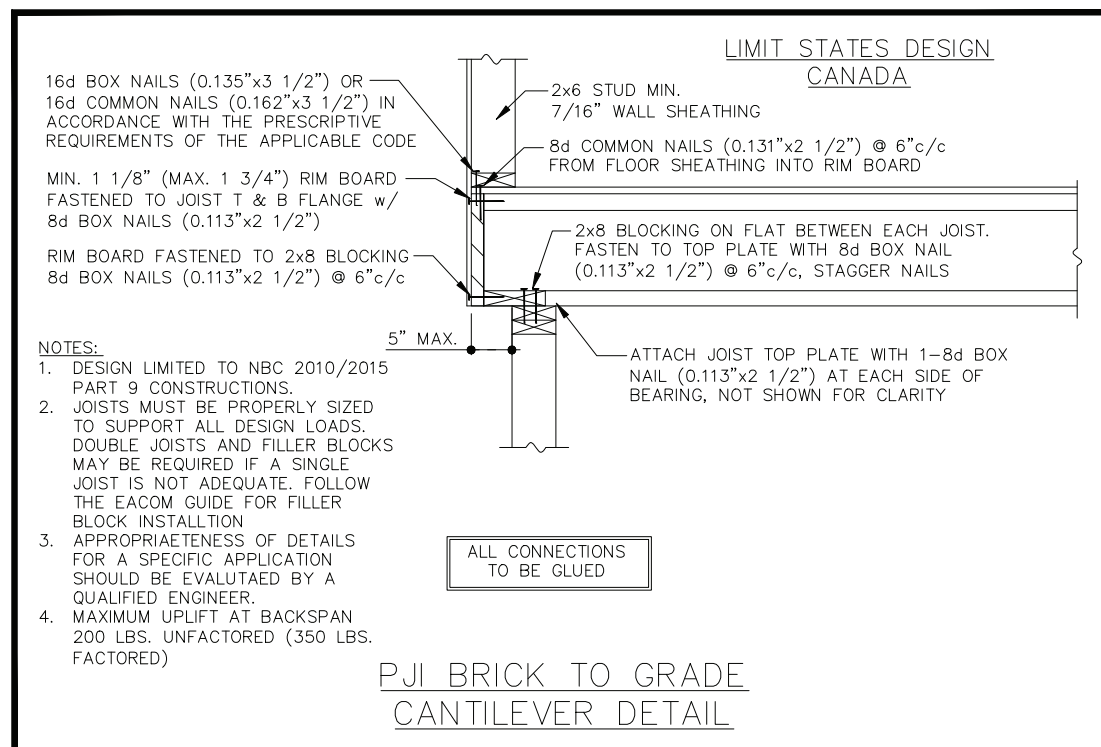 LIMIT STATES DESIGN
CANADA
16d BOX NAILS (0.135"x3 1/2") OR
16d COMMON NAILS (0.162"x3 1/2") IN
ACCORDANCE WITH THE PRESCRIPTIVE
REQUIREMENTS OF THE APPLICABLE CODE
2x6 STUD MIN.
7/16" WALL SHEATHING
8d COMMON NAILS (0.131"x2 1/2") @ 6"c/c
FROM FLOOR SHEATHING INTO RIM BOARD
MIN. 1 1/8" (MAX. 1 3/4") RIM BOARD
FASTENED TO JOIST T & B FLANGE w/
8d BOX NAILS (0.113"x2 1/2")
2x8 BLOCKING ON FLAT BETWEEN EACH JOIST.
FASTEN TO TOP PLATE WITH 8d BOX NAIL
(0.113"x2 1/2") @ 6"c/c, STAGGER NAILS
RIM BOARD FASTENED TO 2x8 BLOCKING
8d BOX NAILS (0.113"x2 1/2") @ 6"c/c
5" MAX.
ATTACH JOIST TOP PLATE WITH 1-8d BOX
NAIL (0.113"x2 1/2") AT EACH SIDE OF
BEARING, NOT SHOWN FOR CLARITY
NOTES:
1. DESIGN LIMITED TO NBC 2010/2015
PART 9 CONSTRUCTIONS.
2. JOISTS MUST BE PROPERLY SIZED
TO SUPPORT ALL DESIGN LOADS.
DOUBLE JOISTS AND FILLER BLOCKS
MAY BE REQUIRED IF A SINGLE
JOIST IS NOT ADEQUATE. FOLLOW
THE EACOM GUIDE FOR FILLER
BLOCK INSTALLTION
3. APPROPRIAETENESS OF DETAILS
FOR A SPECIFIC APPLICATION
SHOULD BE EVALUTAED BY A
QUALIFIED ENGINEER.
4. MAXIMUM UPLIFT AT BACKSPAN
200 LBS. UNFACTORED (350 LBS.
FACTORED)
ALL CONNECTIONS
TO BE GLUED
PJI BRICK TO GRADE
CANTILEVER DETAIL